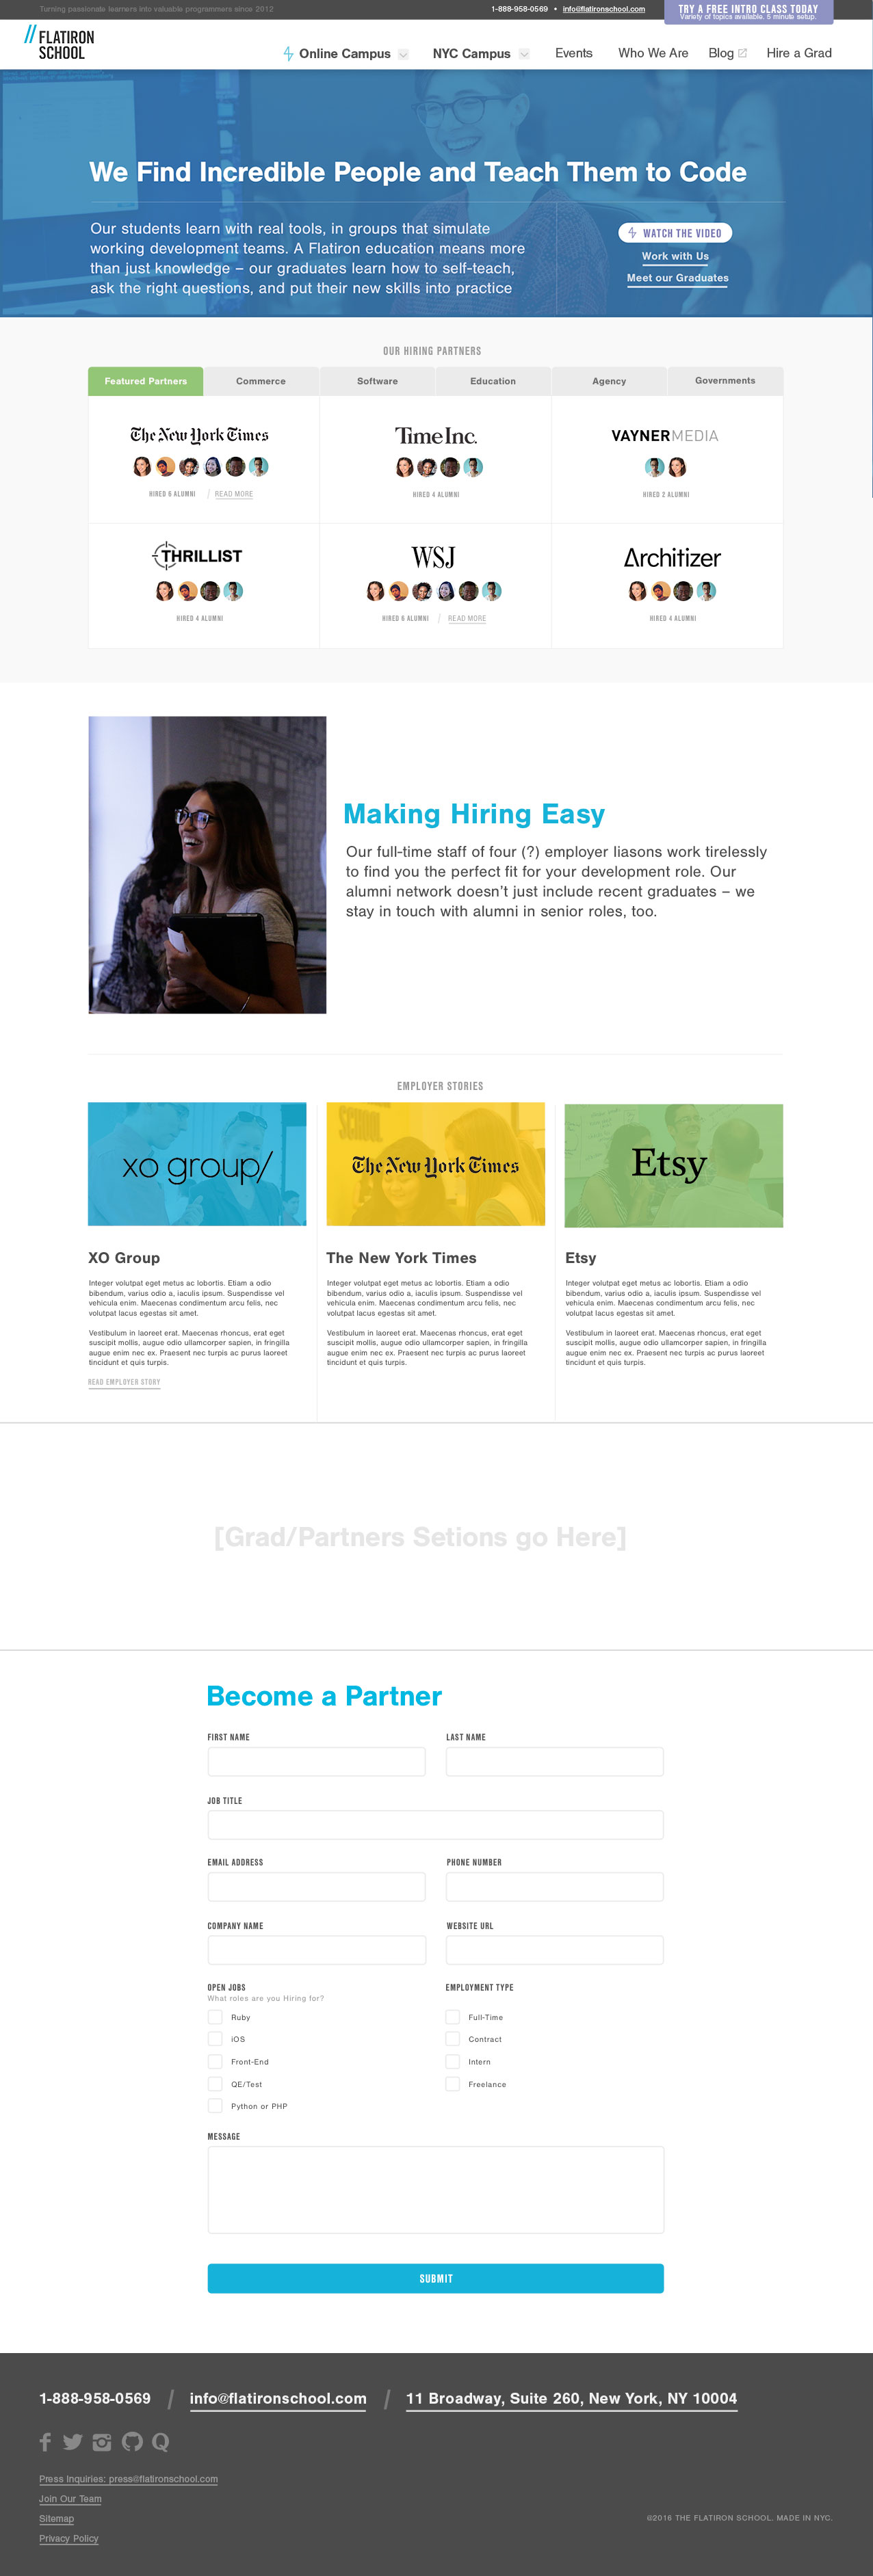 Turning passionate learners into valuable programmers since 2012
1-888-958-0569 • info@flatironschool.com
TRY A FREE INTRO CLASS TODAY
Variety of topics available. 5 minute setup.
// FLATIRON
SCHOOL
Online Campus
NYC Campus
Events
Who We Are
Blog
Hire a Grad
We Find Incredible People and Teach Them to Code
Our students learn with real tools, in groups that simulate
working development teams. A Flatiron education means more
than just knowledge – our graduates learn how to self-teach,
ask the right questions, and put their new skills into practice
WATCH THE VIDEO
Work with Us
Meet our Graduates
OUR HIRING PARTNERS
Featured Partners
Commerce
Software
Education
Agency
Governments
The New York Times
HIRED 6 ALUMNI / READ MORE
Time Inc.
HIRED 4 ALUMNI
VAYNERMEDIA
HIRED 2 ALUMNI
THRILLIST
HIRED 4 ALUMNI
WSJ
HIRED 6 ALUMNI / READ MORE
Architizer
HIRED 4 ALUMNI
Making Hiring Easy
Our full-time staff of four (?) employer liasons work tirelessly
to find you the perfect fit for your development role. Our
alumni network doesn't just include recent graduates – we
stay in touch with alumni in senior roles, too.
EMPLOYER STORIES
xo group/
XO Group
Integer volutpat eget metus ac lobortis. Etiam a odio
bibendum, varius odio a, iaculis ipsum. Suspendisse vel
vehicula enim. Maecenas condimentum arcu felis, nec
volutpat lacus egestas sit amet.
Vestibulum in laoreet erat. Maecenas rhoncus, erat eget
suscipit mollis, augue odio ullamcorper sapien, in fringilla
augue enim nec ex. Praesent nec turpis ac purus laoreet
tincidunt et quis turpis.
READ EMPLOYER STORY
SCHOOL
The New York Times
The New York Times
Integer volutpat eget metus ac lobortis. Etiam a odio
bibendum, varius odio a, iaculis ipsum. Suspendisse vel
vehicula enim. Maecenas condimentum arcu felis, nec
volutpat lacus egestas sit amet.
Vestibulum in laoreet erat. Maecenas rhoncus, erat eget
suscipit mollis, augue odio ullamcorper sapien, in fringilla
augue enim nec ex. Praesent nec turpis ac purus laoreet
tincidunt et quis turpis.
Etsy
Etsy
Integer volutpat eget metus ac lobortis. Etiam a odio
bibendum, varius odio a, iaculis ipsum. Suspendisse vel
vehicula enim. Maecenas condimentum arcu felis, nec
volutpat lacus egestas sit amet.
Vestibulum in laoreet erat. Maecenas rhoncus, erat eget
suscipit mollis, augue odio ullamcorper sapien, in fringilla
augue enim nec ex. Praesent nec turpis ac purus laoreet
tincidunt et quis turpis.
[Grad/Partners Setions go Here]
Become a Partner
FIRST NAME
LAST NAME
JOB TITLE
EMAIL ADDRESS
PHONE NUMBER
COMPANY NAME
WEBSITE URL
OPEN JOBS
What roles are you Hiring for?
Ruby
iOS
Front-End
QE/Test
Python or PHP
EMPLOYMENT TYPE
Full-Time
Contract
Intern
Freelance
MESSAGE
SUBMIT
1-888-958-0569 / info@flatironschool.com / 11 Broadway, Suite 260, New York, NY 10004
Press Inquiries: press@flatironschool.com
Join Our Team
Sitemap
Privacy Policy
©2016 THE FLATIRON SCHOOL. MADE IN NYC.